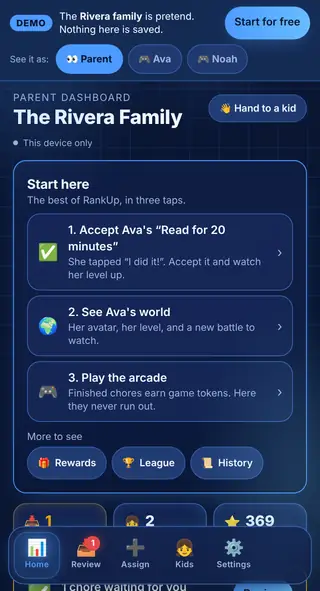 DEMO
The Rivera family is pretend.
Nothing here is saved.
Start for free
See it as:
👀 Parent
🎮 Ava
🎮 Noah
PARENT DASHBOARD
The Rivera Family
👋 Hand to a kid
This device only
Start here
The best of RankUp, in three taps.
1. Accept Ava's “Read for 20
minutes”
She tapped “I did it!”. Accept it and watch
her level up.
2. See Ava's world
Her avatar, her level, and a new battle to
watch.
3. Play the arcade
Finished chores earn game tokens. Here
they never run out.
More to see
🎁 Rewards
🏆 League
📜 History
1
2
369
1
Home
Review
Assign
Kids
Settings
1 chore waiting for you